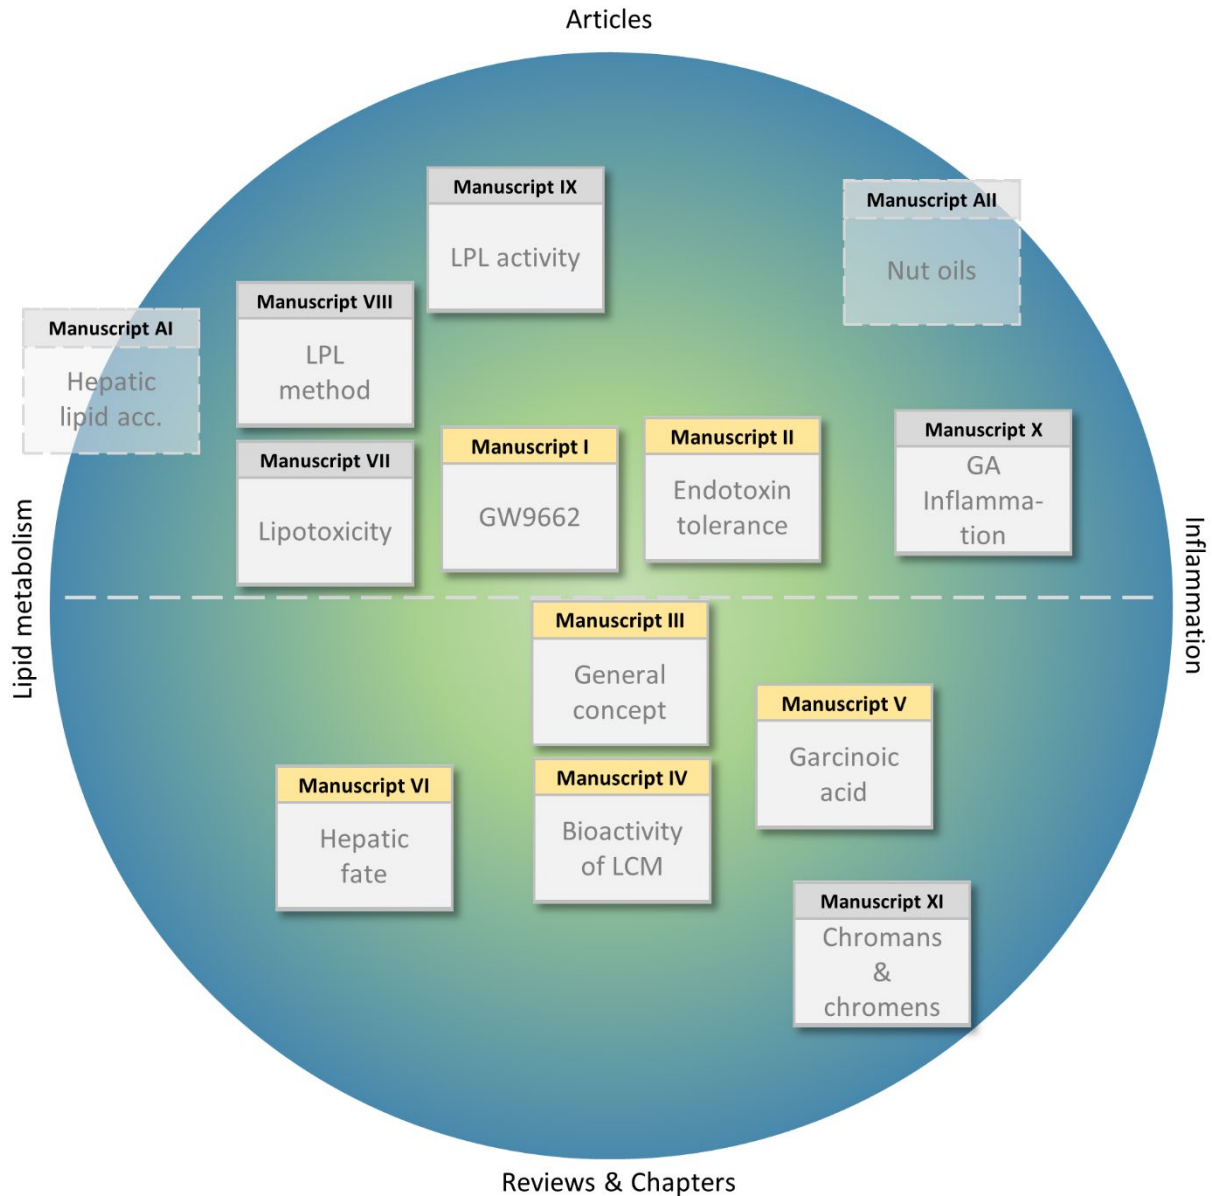 Articles
Manuscript IX
LPL activity
Manuscript AII
Nut oils
Manuscript VIII
LPL
method
Manuscript AI
Hepatic
lipid acc.
Manuscript X
GA
Inflamma-
tion
Manuscript II
Endotoxin
tolerance
Manuscript I
GW9662
Manuscript VII
Lipotoxicity
Lipid metabolism
Inflammation
Manuscript III
General
concept
Manuscript V
Garcinoic
acid
Manuscript IV
Bioactivity
of LCM
Manuscript VI
Hepatic
fate
Manuscript XI
Chromans
&
chromens
Reviews & Chapters